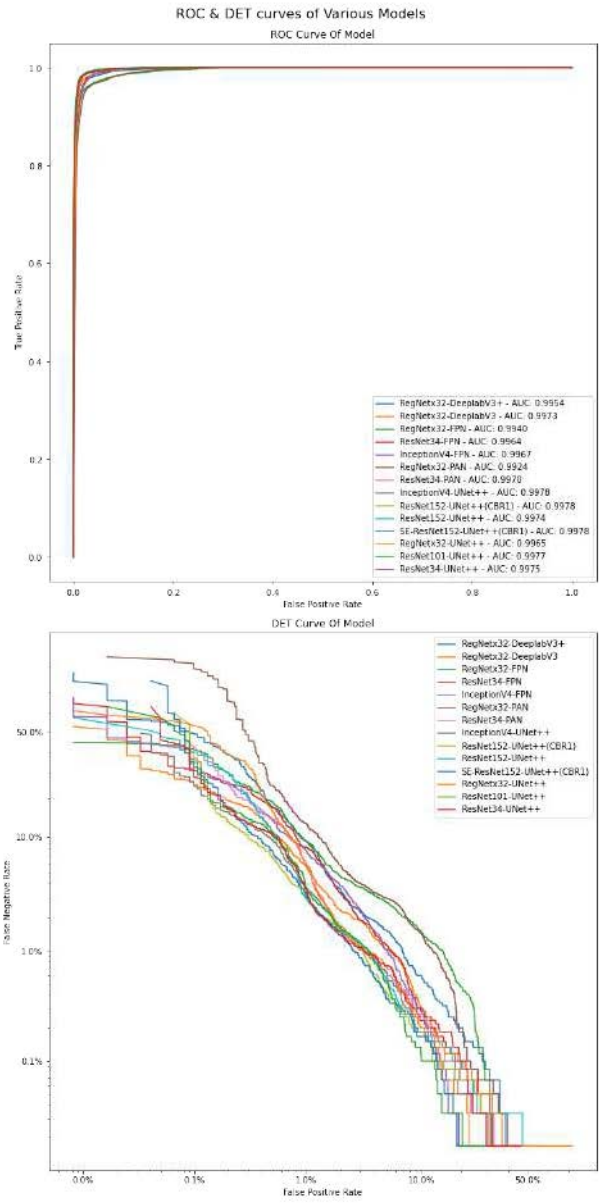 ROC & DET curves of Various Models
ROC Curve Of Model
1.0
0.8
0.6
0.4
0.2
0.0
True Positive Rate
RegNetx32-DeeplabV3+ - AUC: 0.9954
RegNetx32-DeeplabV3 - AUC: 0.9973
RegNetx32-FPN - AUC: 0.9940
ResNet34-FPN - AUC: 0.9964
InceptionV4-FPN - AUC: 0.9967
RegNetx32-PAN - AUC: 0.9924
ResNet34-PAN - AUC: 0.9970
InceptionV4-UNet++ - AUC: 0.9978
ResNet152-UNet++(CBR1) - AUC: 0.9978
ResNet152-UNet++ - AUC: 0.9974
SE-ResNet152-UNet++(CBR1) - AUC: 0.9978
RegNetx32-UNet++ - AUC: 0.9965
ResNet101-UNet++ - AUC: 0.9977
ResNet34-UNet++ - AUC: 0.9975
0.0 0.2 0.4 0.6 0.8 1.0
False Positive Rate
DET Curve Of Model
RegNetx32-DeeplabV3+
RegNetx32-DeeplabV3
RegNetx32-FPN
ResNet34-FPN
InceptionV4-FPN
RegNetx32-PAN
ResNet34-PAN
InceptionV4-UNet++
ResNet152-UNet++(CBR1)
ResNet152-UNet++
SE-ResNet152-UNet++(CBR1)
RegNetx32-UNet++
ResNet101-UNet++
ResNet34-UNet++
50.0%
10.0%
1.0%
0.1%
False Negative Rate
0.0% 0.1% 1.0% 10.0% 50.0%
False Positive Rate